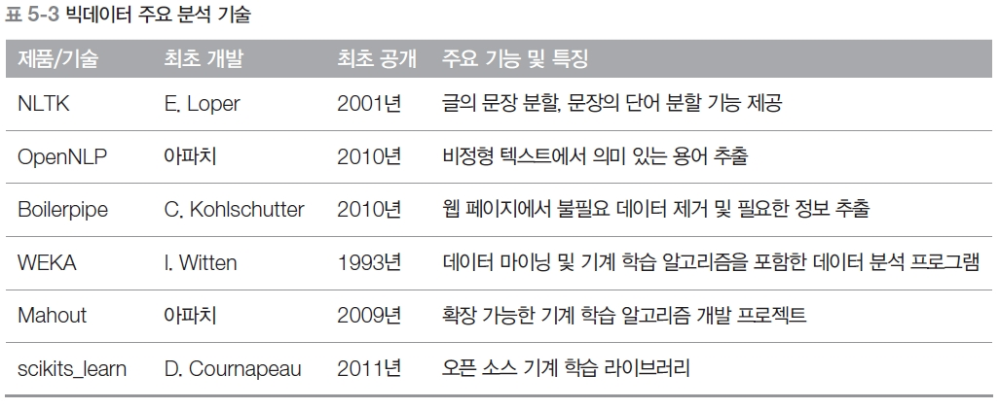 표 5-3 빅데이터 주요 분석 기술
제품/기술 최초 개발 최초 공개 주요 기능 및 특징
NLTK E. Loper 2001년 글의 문장 분할, 문장의 단어 분할 기능 제공
OpenNLP 아파치 2010년 비정형 텍스트에서 의미 있는 용어 추출
Boilerpipe C. Kohlschutter 2010년 웹 페이지에서 불필요 데이터 제거 및 필요한 정보 추출
WEKA I. Witten 1993년 데이터 마이닝 및 기계 학습 알고리즘을 포함한 데이터 분석 프로그램
Mahout 아파치 2009년 확장 가능한 기계 학습 알고리즘 개발 프로젝트
scikits_learn D. Cournapeau 2011년 오픈 소스 기계 학습 라이브러리